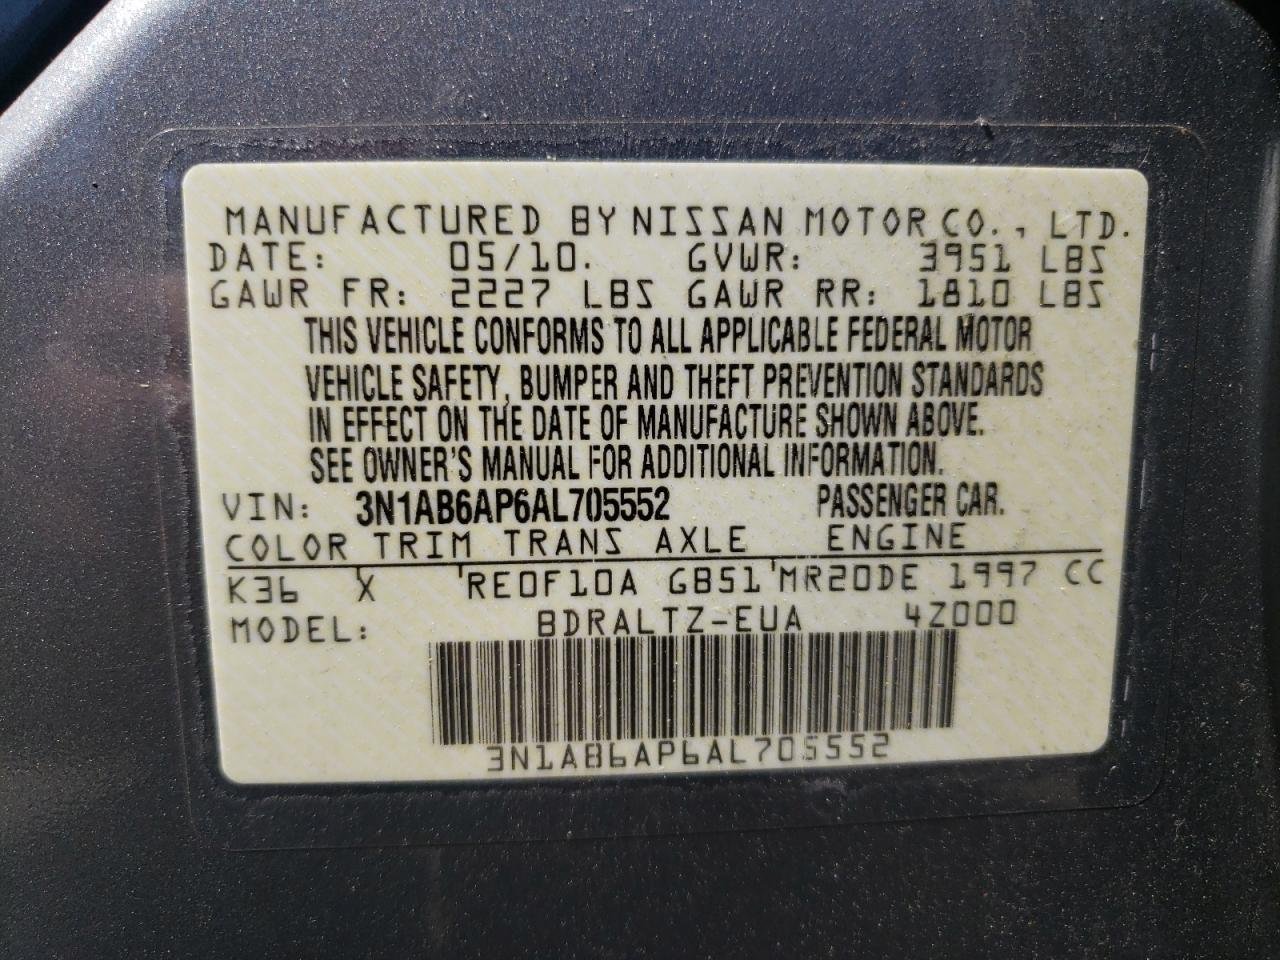 MANUFACTURED BY NISSAN MOTOR CO., LTD.
DATE: 05/10. GVWR: 3951 LBS
GAWR FR: 2227 LBS GAWR RR: 1810 LBS
THIS VEHICLE CONFORMS TO ALL APPLICABLE FEDERAL MOTOR
VEHICLE SAFETY, BUMPER AND THEFT PREVENTION STANDARDS
IN EFFECT ON THE DATE OF MANUFACTURE SHOWN ABOVE.
SEE OWNER'S MANUAL FOR ADDITIONAL INFORMATION.
VIN: 3N1AB6AP6AL705552 PASSENGER CAR.
COLOR TRIM TRANS AXLE ENGINE
K36 X RE0F10A GB51 MR20DE 1997 CC
MODEL: BDRALTZ-EUA 4Z000
3N1AB6AP6AL705552